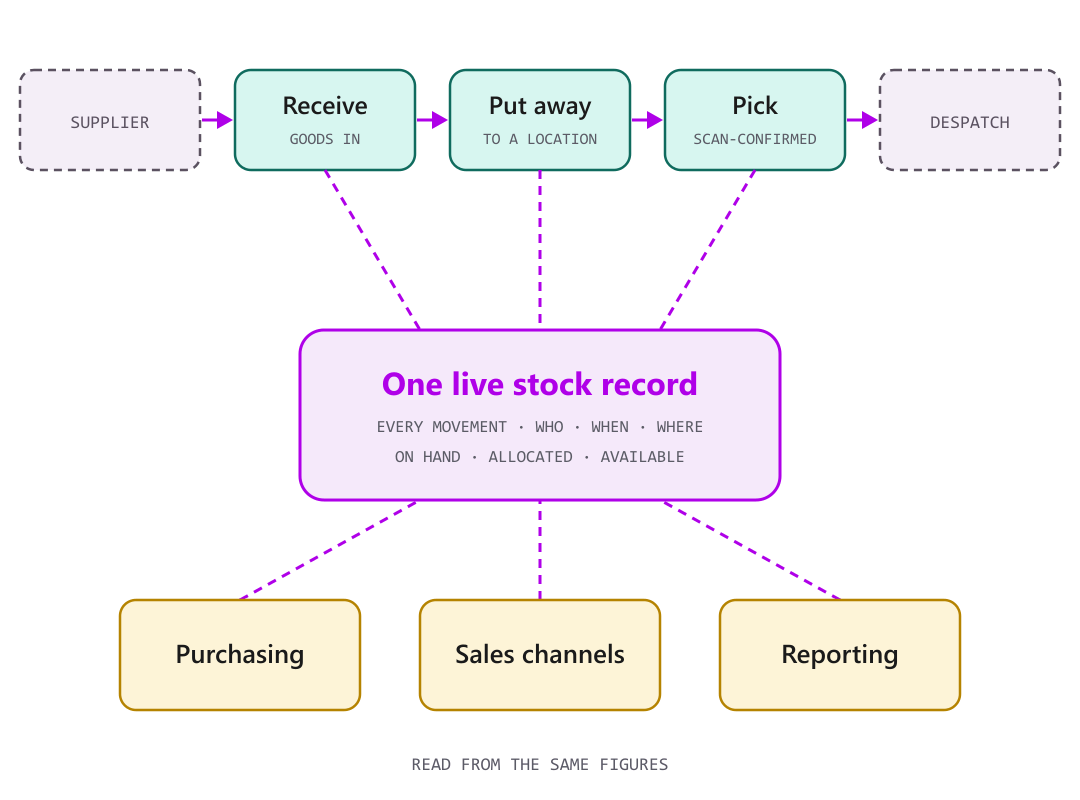 SUPPLIER
Receive
GOODS IN
Put away
TO A LOCATION
Pick
SCAN-CONFIRMED
DESPATCH
One live stock record
EVERY MOVEMENT · WHO · WHEN · WHERE
ON HAND · ALLOCATED · AVAILABLE
Purchasing
Sales channels
Reporting
READ FROM THE SAME FIGURES